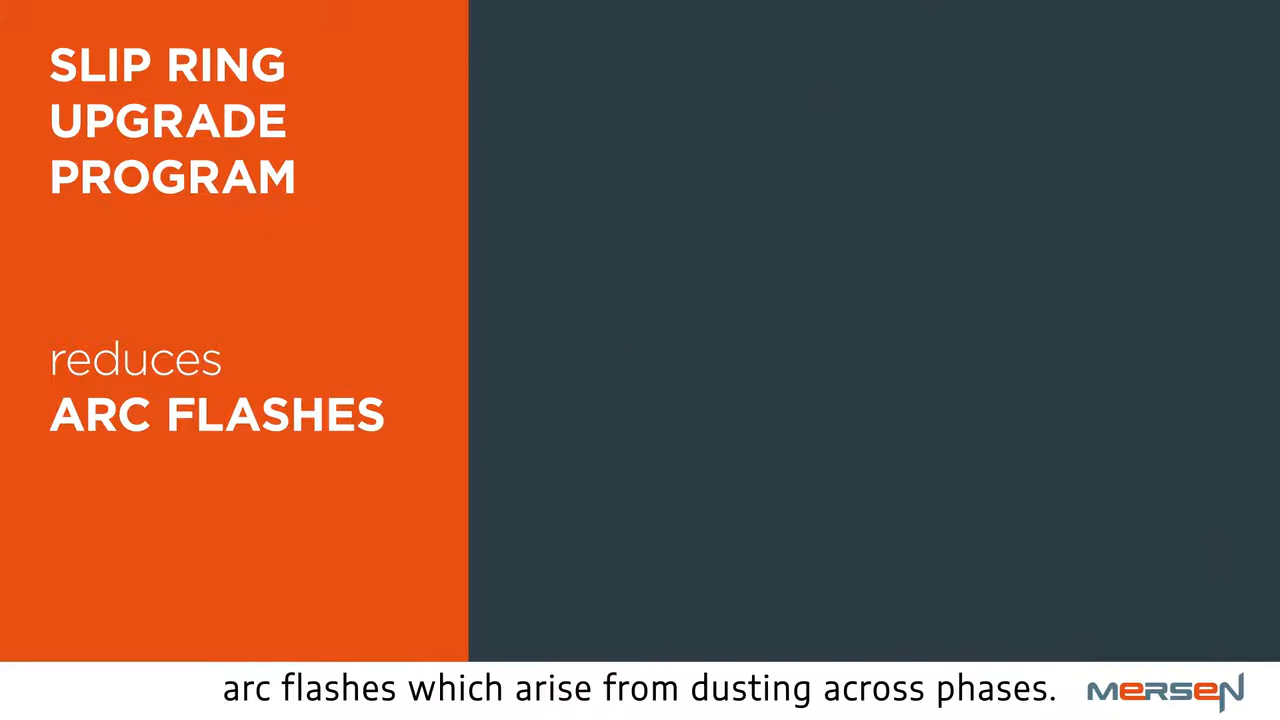 SLIP RING
UPGRADE
PROGRAM
reduces
ARC FLASHES
arc flashes which arise from dusting across phases.
MERSEN